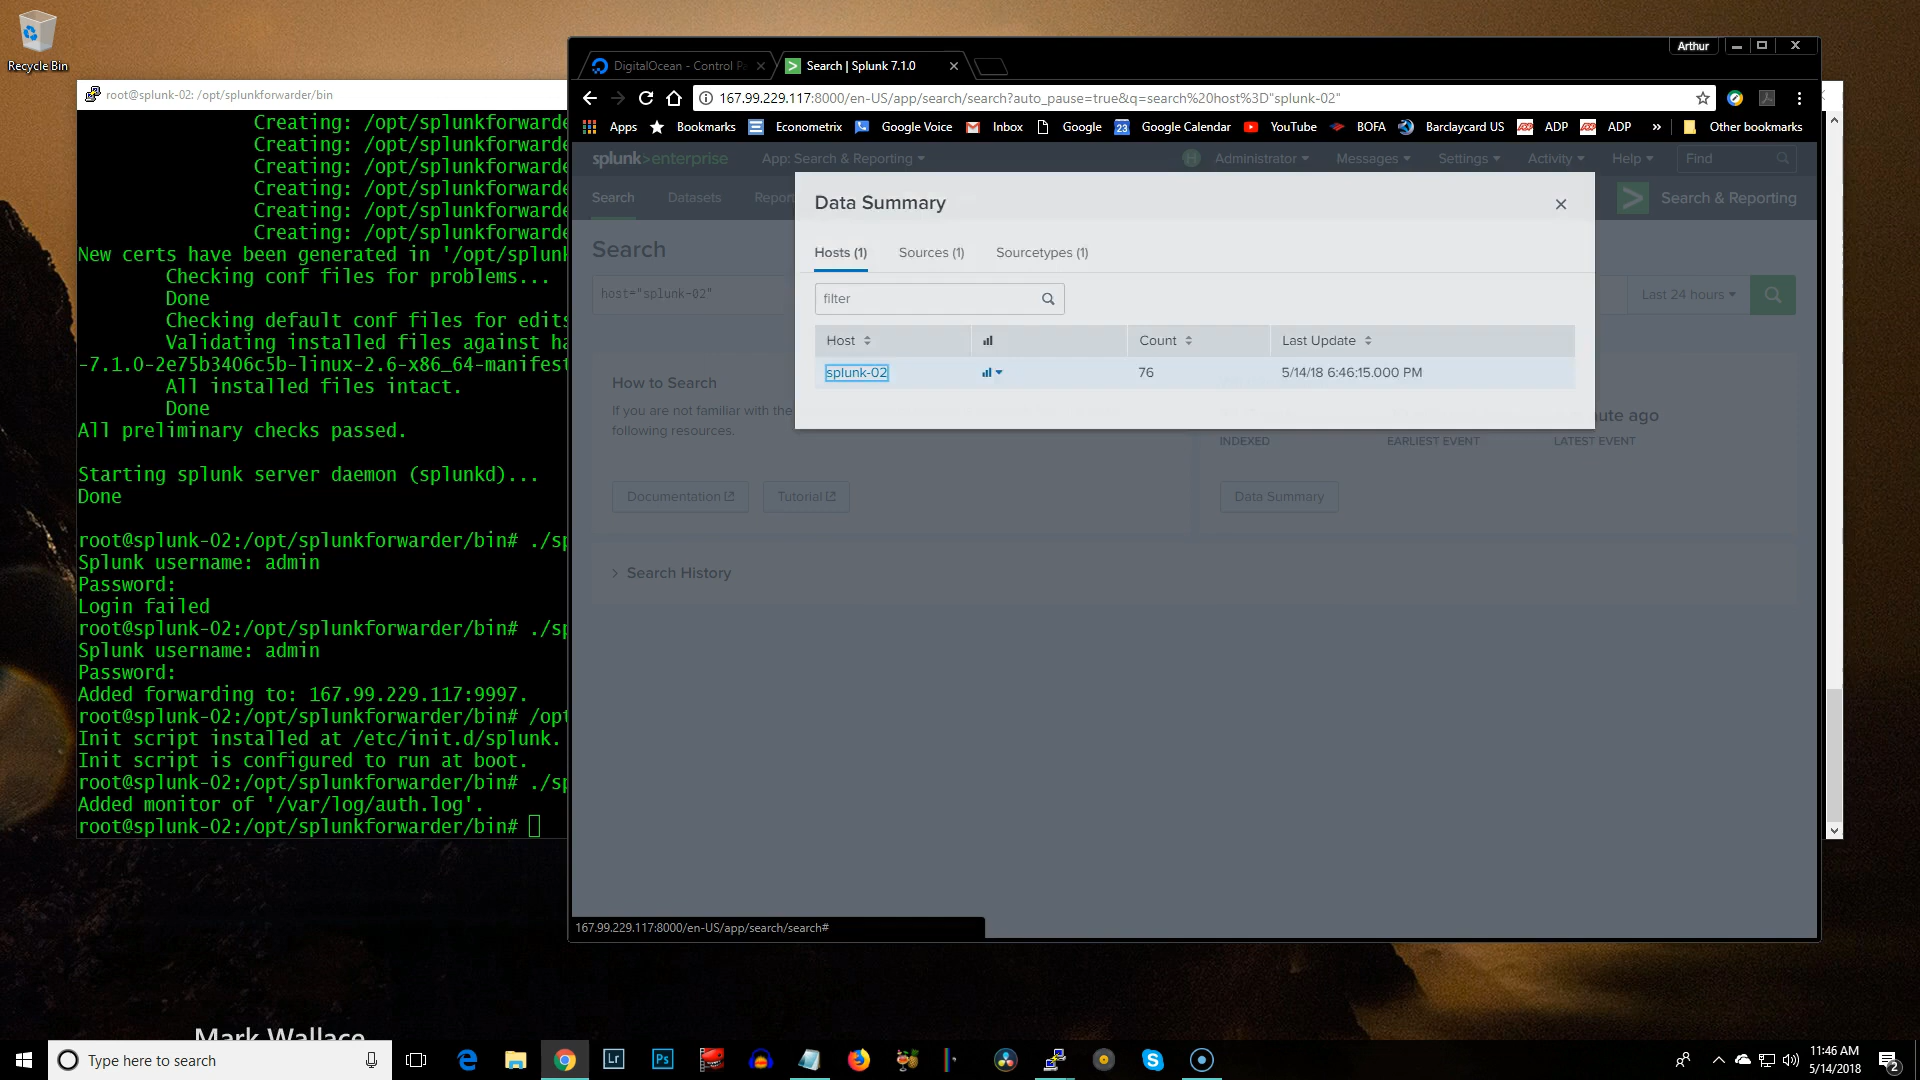 Recycle Bin
root@splunk-02: /opt/splunkforwarder/bin
Creating: /opt/splunkforwarde
Creating: /opt/splunkforwarde
Creating: /opt/splunkforwarde
Creating: /opt/splunkforwarde
Creating: /opt/splunkforwarde
Creating: /opt/splunkforwarde
New certs have been generated in '/opt/splunk
Checking conf files for problems...
Done
Checking default conf files for edits
Validating installed files against ha
-7.1.0-2e75b3406c5b-linux-2.6-x86_64-manifest
All installed files intact.
Done
All preliminary checks passed.
Starting splunk server daemon (splunkd)...
Done
root@splunk-02:/opt/splunkforwarder/bin# ./sp
Splunk username: admin
Password:
Login failed
root@splunk-02:/opt/splunkforwarder/bin# ./sp
Splunk username: admin
Password:
Added forwarding to: 167.99.229.117:9997.
root@splunk-02:/opt/splunkforwarder/bin# /opt
Init script installed at /etc/init.d/splunk.
Init script is configured to run at boot.
root@splunk-02:/opt/splunkforwarder/bin# ./sp
Added monitor of '/var/log/auth.log'.
root@splunk-02:/opt/splunkforwarder/bin#
Arthur
DigitalOcean - Control Pa
Search | Splunk 7.1.0
167.99.229.117:8000/en-US/app/search/search?auto_pause=true&q=search%20host%3D"splunk-02"
Apps Bookmarks Econometrix Google Voice Inbox Google 23 Google Calendar YouTube BOFA Barclaycard US ADP ADP » Other bookmarks
splunk>enterprise App: Search & Reporting Administrator Messages Settings Activity Help Find
Search Datasets Report Search & Reporting
Search
host="splunk-02" Last 24 hours
Data Summary
Hosts (1) Sources (1) Sourcetypes (1)
filter
Host Count Last Update
splunk-02 76 5/14/18 6:46:15.000 PM
How to Search
If you are not familiar with the
following resources.
Documentation Tutorial
ute ago
INDEXED EARLIEST EVENT LATEST EVENT
Data Summary
Search History
167.99.229.117:8000/en-US/app/search/search#
Mark Wallace
Type here to search
Lr
Ps
11:46 AM
5/14/2018
2